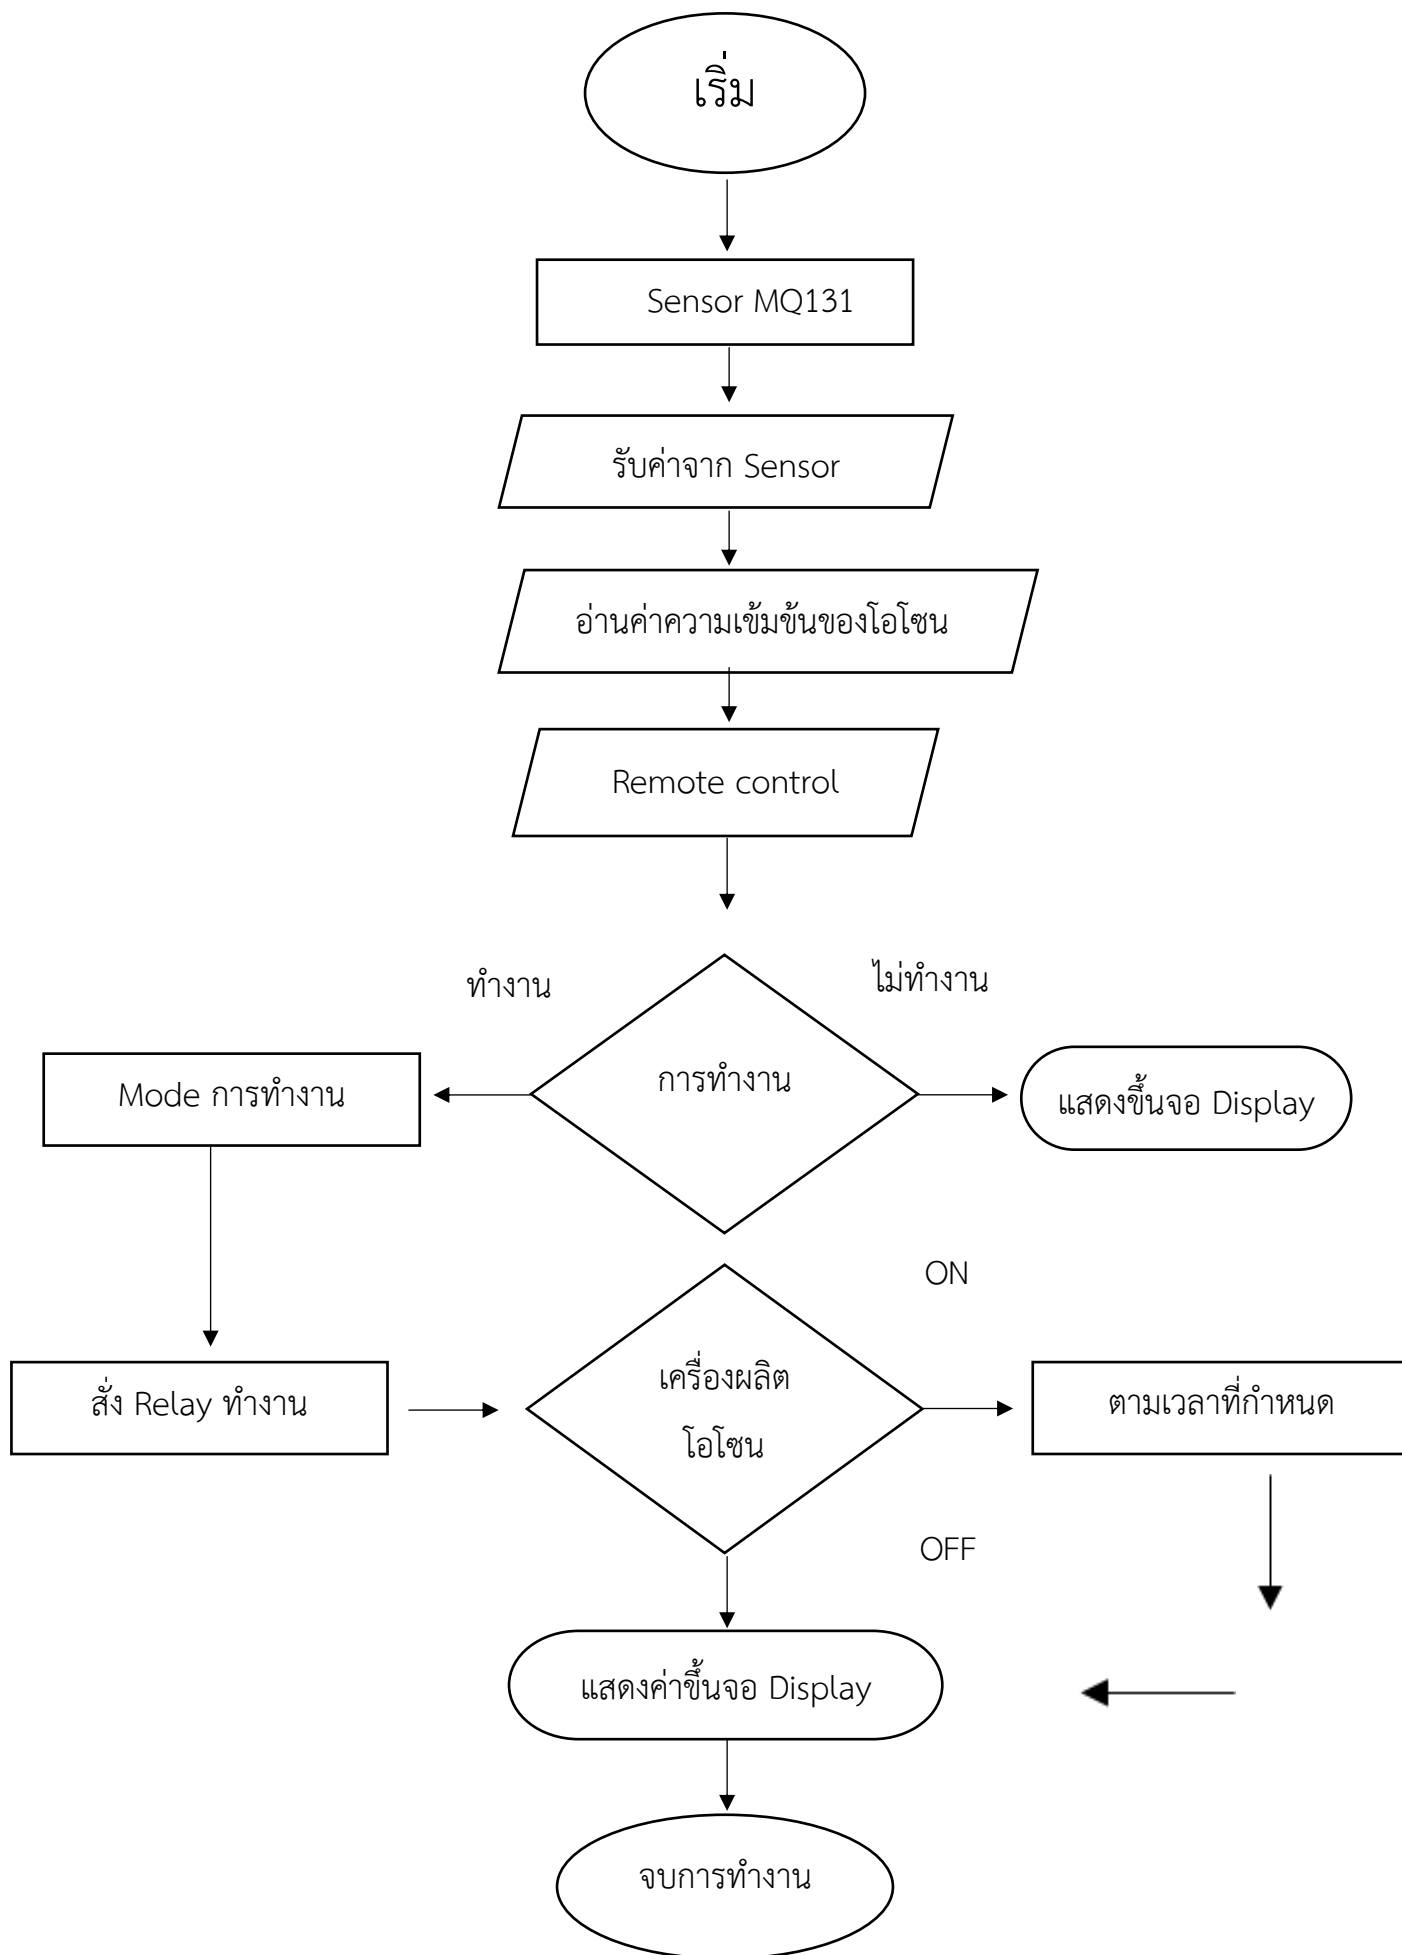 เริ่ม
Sensor MQ131
รับค่าจาก Sensor
อ่านค่าความเข้มข้นของโอโซน
Remote control
ทำงาน
ไม่ทำงาน
Mode การทำงาน
การทำงาน
แสดงขึ้นจอ Display
ON
สั่ง Relay ทำงาน
เครื่องผลิต
โอโซน
ตามเวลาที่กำหนด
OFF
แสดงค่าขึ้นจอ Display
จบการทำงาน